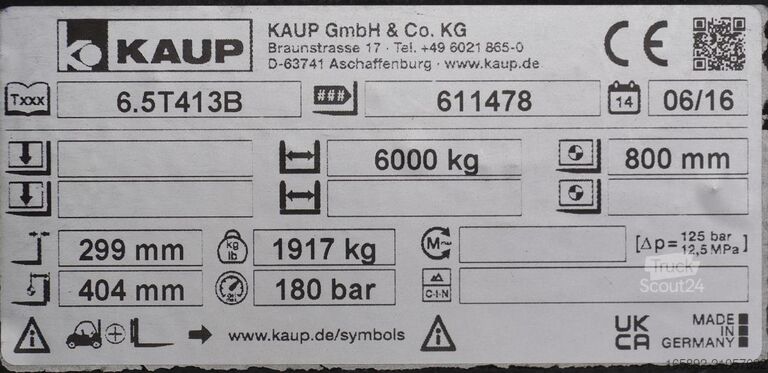 KAUP
KAUP GmbH & Co. KG
Braunstrasse 17 · Tel. +49 6021 865-0
D-63741 Aschaffenburg · www.kaup.de
CE
Txxx 6.5T413B ### 611478 14 06/16
6000 kg 800 mm
299 mm kg lb 1917 kg M~ [Δp= 125 bar 12,5 MPa]
404 mm 180 bar C-I-N
www.kaup.de/symbols
UK CA
MADE IN GERMANY
Truck Scout24